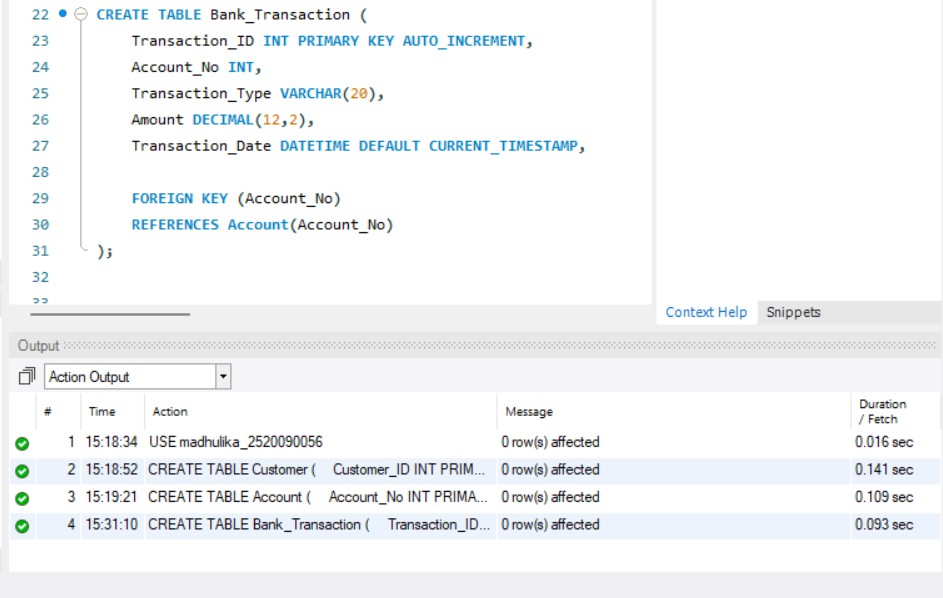 22 CREATE TABLE Bank_Transaction (
23 Transaction_ID INT PRIMARY KEY AUTO_INCREMENT,
24 Account_No INT,
25 Transaction_Type VARCHAR(20),
26 Amount DECIMAL(12,2),
27 Transaction_Date DATETIME DEFAULT CURRENT_TIMESTAMP,
28
29 FOREIGN KEY (Account_No)
30 REFERENCES Account(Account_No)
31 );
32
33
Context Help Snippets
Output
Action Output
# Time Action Message Duration / Fetch
1 15:18:34 USE madhulika_2520090056 0 row(s) affected 0.016 sec
2 15:18:52 CREATE TABLE Customer ( Customer_ID INT PRIM... 0 row(s) affected 0.141 sec
3 15:19:21 CREATE TABLE Account ( Account_No INT PRIMA... 0 row(s) affected 0.109 sec
4 15:31:10 CREATE TABLE Bank_Transaction ( Transaction_ID... 0 row(s) affected 0.093 sec